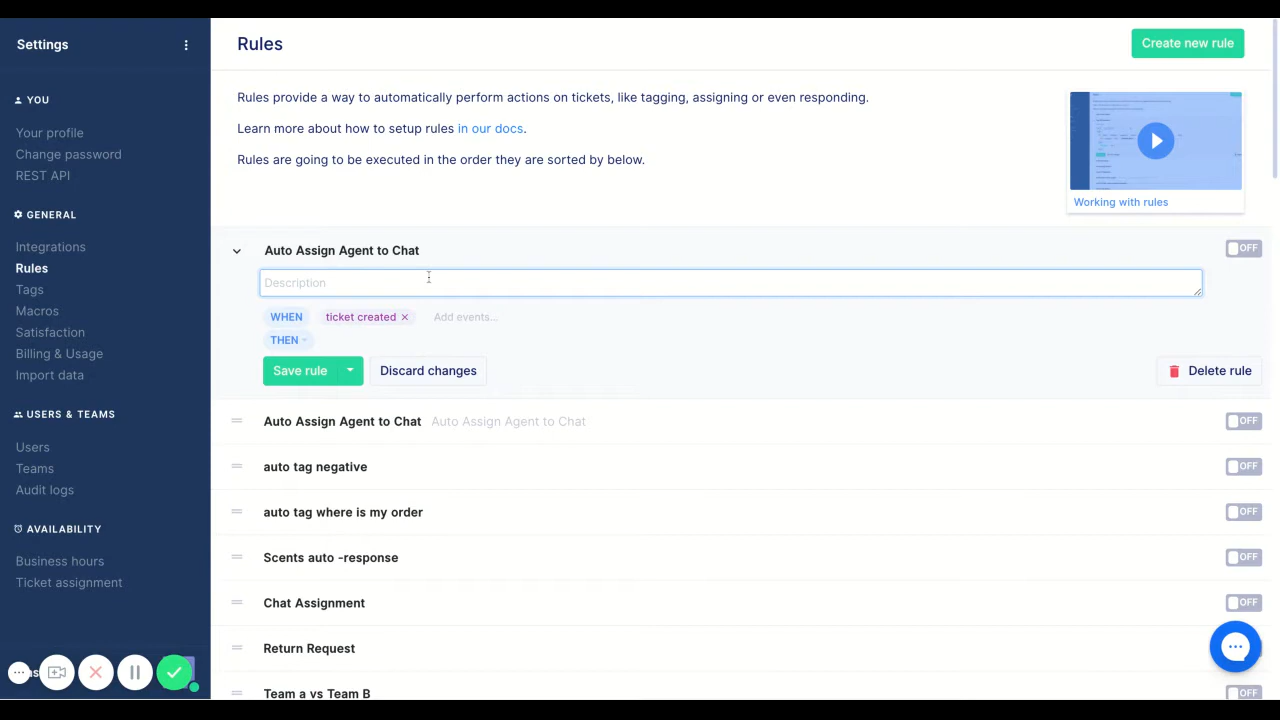 Settings
YOU
Your profile
Change password
REST API
GENERAL
Integrations
Rules
Tags
Macros
Satisfaction
Billing & Usage
Import data
USERS & TEAMS
Users
Teams
Audit logs
AVAILABILITY
Business hours
Ticket assignment
Rules
Create new rule
Rules provide a way to automatically perform actions on tickets, like tagging, assigning or even responding.
Learn more about how to setup rules in our docs.
Rules are going to be executed in the order they are sorted by below.
Working with rules
Auto Assign Agent to Chat
OFF
Description
WHEN ticket created × Add events...
THEN
Save rule Discard changes Delete rule
Auto Assign Agent to Chat Auto Assign Agent to Chat OFF
auto tag negative OFF
auto tag where is my order OFF
Scents auto -response OFF
Chat Assignment OFF
Return Request
Team a vs Team B OFF